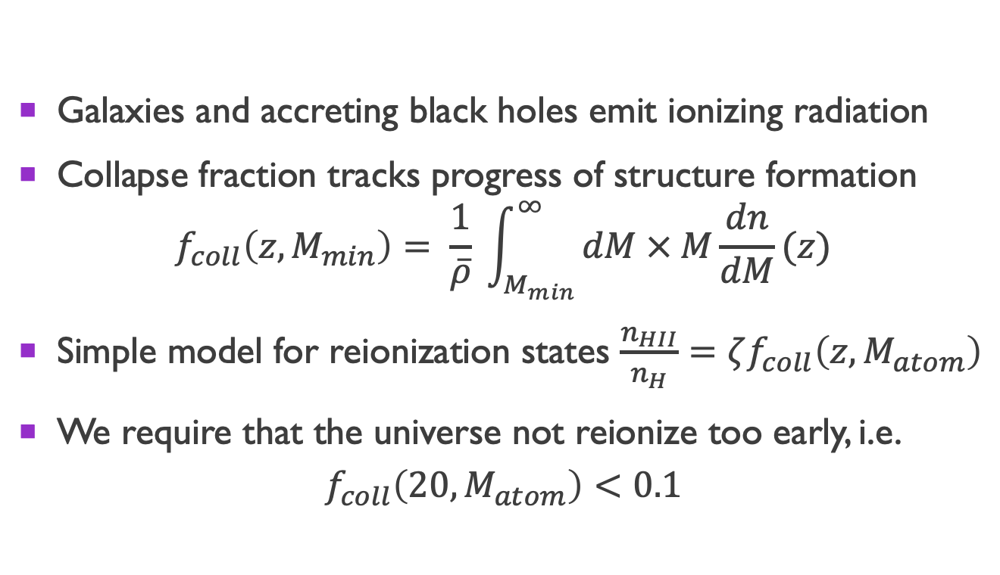 ▪ Galaxies and accreting black holes emit ionizing radiation
▪ Collapse fraction tracks progress of structure formation
$f_{coll}(z, M_{min}) = \frac{1}{\bar{\rho}} \int_{M_{min}}^{\infty} dM \times M \frac{dn}{dM}(z)$
▪ Simple model for reionization states $\frac{n_{HII}}{n_H} = \zeta f_{coll}(z, M_{atom})$
▪ We require that the universe not reionize too early, i.e.
$f_{coll}(20, M_{atom}) < 0.1$